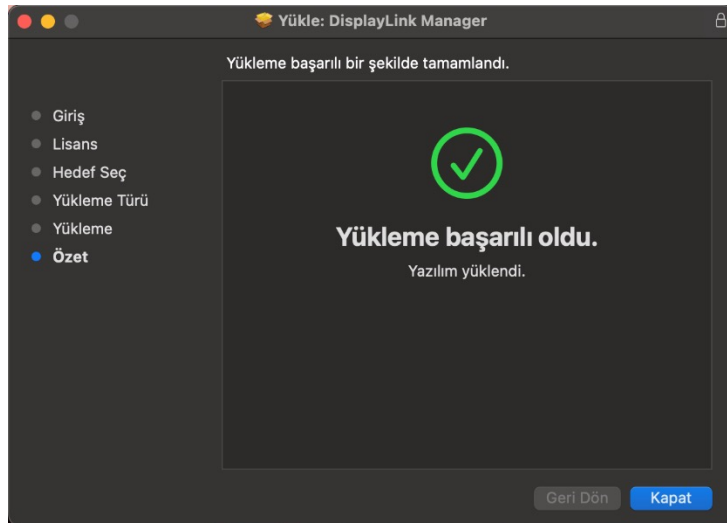 Yükle: DisplayLink Manager
Yükleme başarılı bir şekilde tamamlandı.
Giriş
Lisans
Hedef Seç
Yükleme Türü
Yükleme
Özet
Yükleme başarılı oldu.
Yazılım yüklendi.
Geri Dön
Kapat